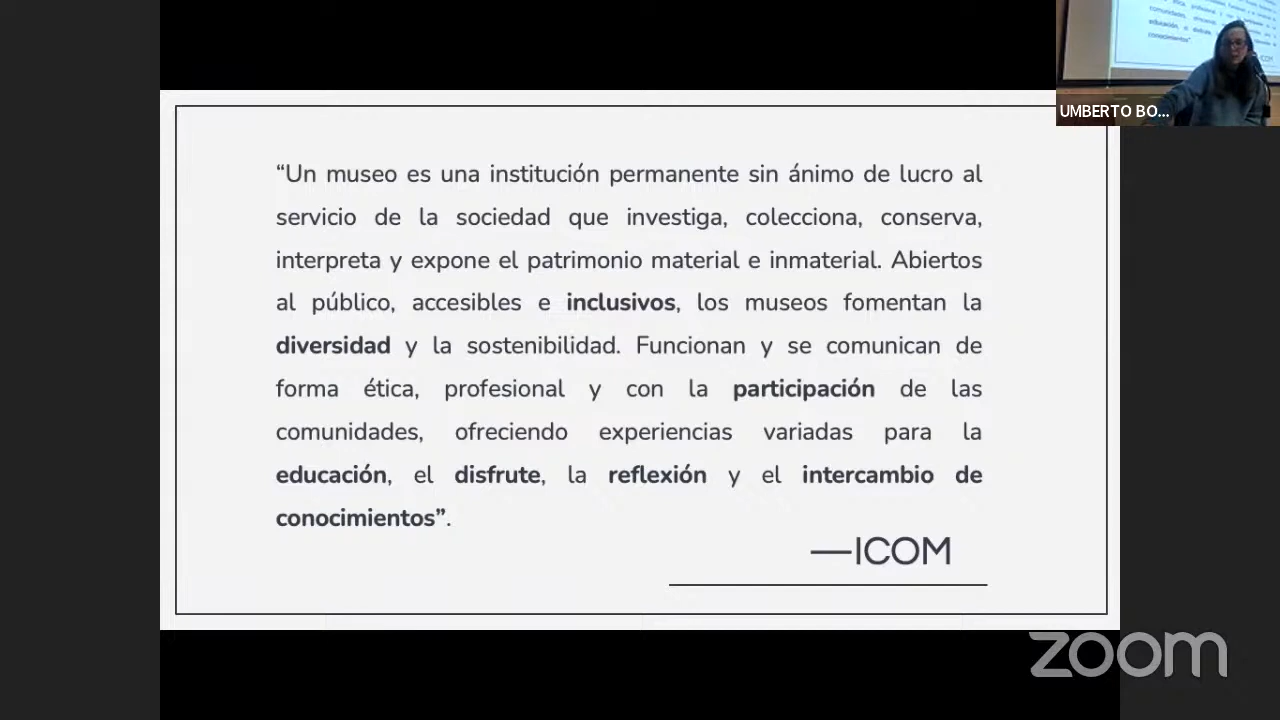 “Un museo es una institución permanente sin ánimo de lucro al
servicio de la sociedad que investiga, colecciona, conserva,
interpreta y expone el patrimonio material e inmaterial. Abiertos
al público, accesibles e inclusivos, los museos fomentan la
diversidad y la sostenibilidad. Funcionan y se comunican de
forma ética, profesional y con la participación de las
comunidades, ofreciendo experiencias variadas para la
educación, el disfrute, la reflexión y el intercambio de
conocimientos”.
—ICOM
UMBERTO BO...
zoom